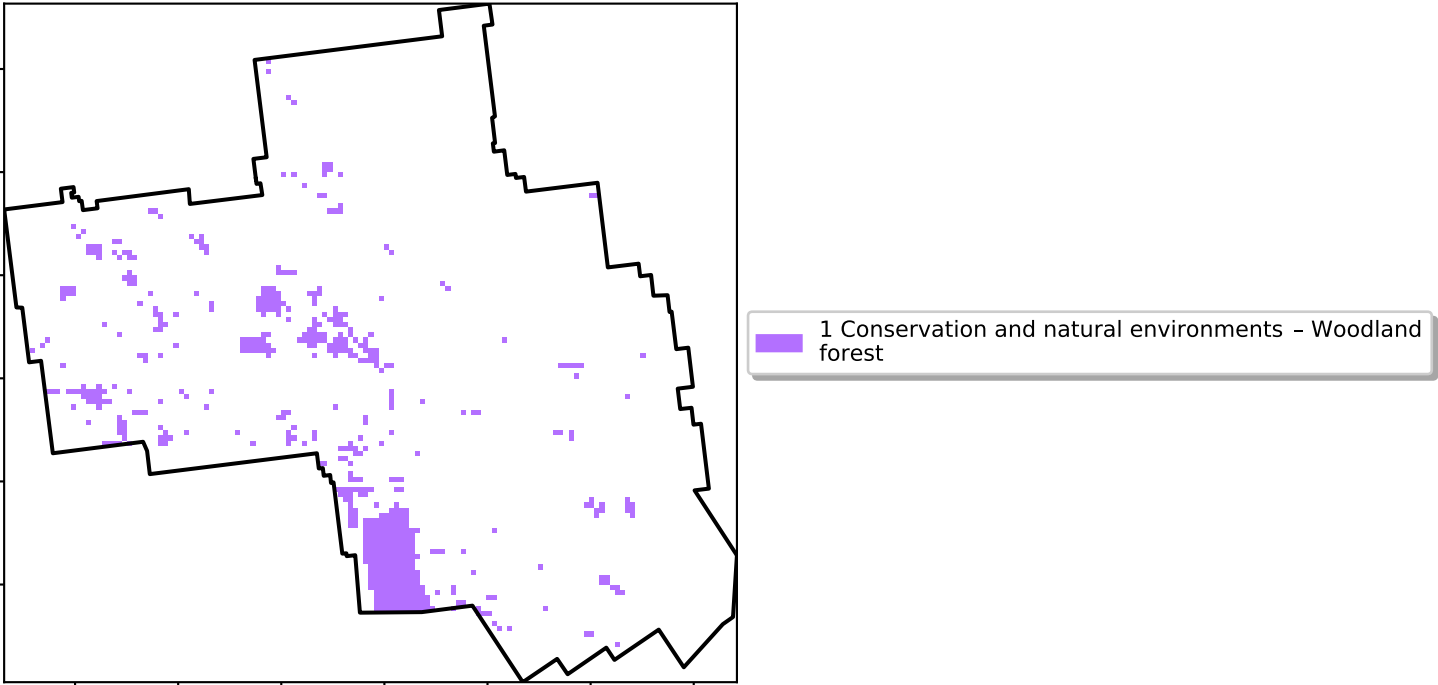 1 Conservation and natural environments – Woodland
forest